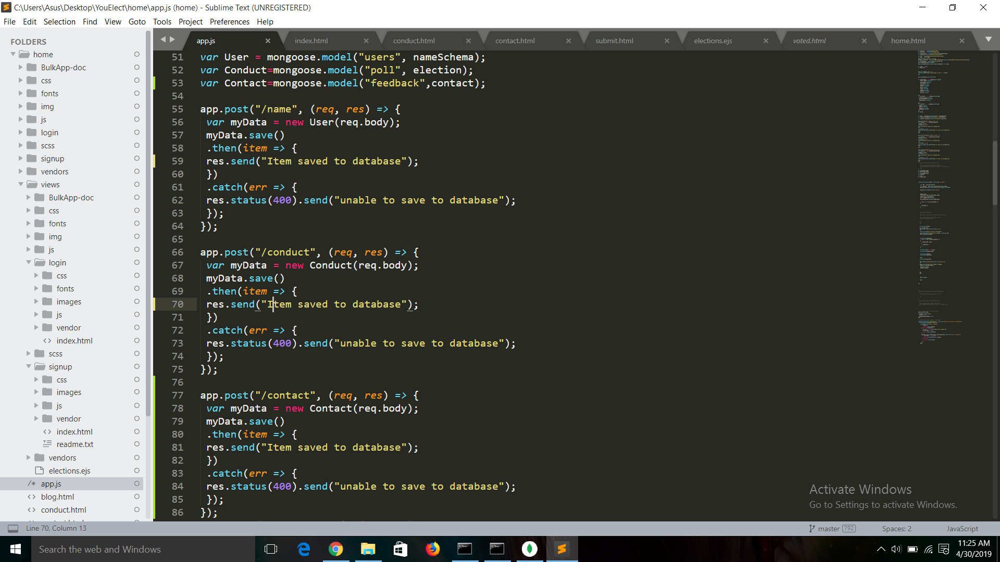 C:\Users\Asus\Desktop\YouElect\home\app.js (home) - Sublime Text (UNREGISTERED)
File Edit Selection Find View Goto Tools Project Preferences Help
FOLDERS
home
BulkApp-doc
css
fonts
img
js
login
scss
signup
vendors
views
BulkApp-doc
css
fonts
img
js
login
css
fonts
images
js
vendor
index.html
scss
signup
css
images
js
vendor
index.html
readme.txt
vendors
elections.ejs
/* app.js
blog.html
conduct.html
app.js index.html conduct.html contact.html submit.html elections.ejs voted.html home.html
51 var User = mongoose.model("users", nameSchema);
52 var Conduct=mongoose.model("poll", election);
53 var Contact=mongoose.model("feedback",contact);
54
55 app.post("/name", (req, res) => {
56 var myData = new User(req.body);
57 myData.save()
58 .then(item => {
59 res.send("Item saved to database");
60 })
61 .catch(err => {
62 res.status(400).send("unable to save to database");
63 });
64 });
65
66 app.post("/conduct", (req, res) => {
67 var myData = new Conduct(req.body);
68 myData.save()
69 .then(item => {
70 res.send("Item saved to database");
71 })
72 .catch(err => {
73 res.status(400).send("unable to save to database");
74 });
75 });
76
77 app.post("/contact", (req, res) => {
78 var myData = new Contact(req.body);
79 myData.save()
80 .then(item => {
81 res.send("Item saved to database");
82 })
83 .catch(err => {
84 res.status(400).send("unable to save to database");
85 });
86 });
Activate Windows
Go to Settings to activate Windows.
Line 70, Column 13 master 792 Spaces: 2 JavaScript
Search the web and Windows
11:25 AM
4/30/2019